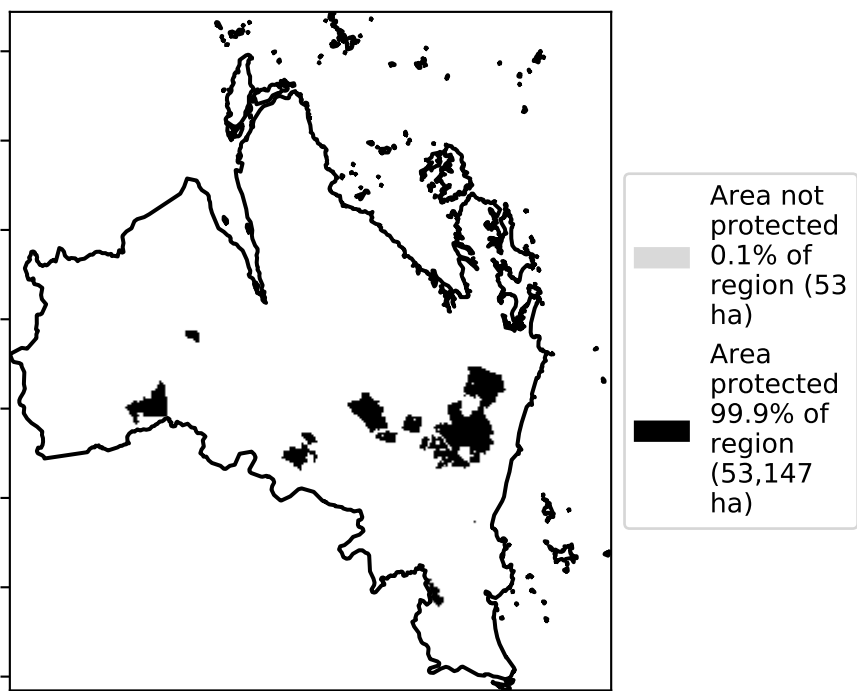 Area not
protected
0.1% of
region (53
ha)
Area
protected
99.9% of
region
(53,147
ha)